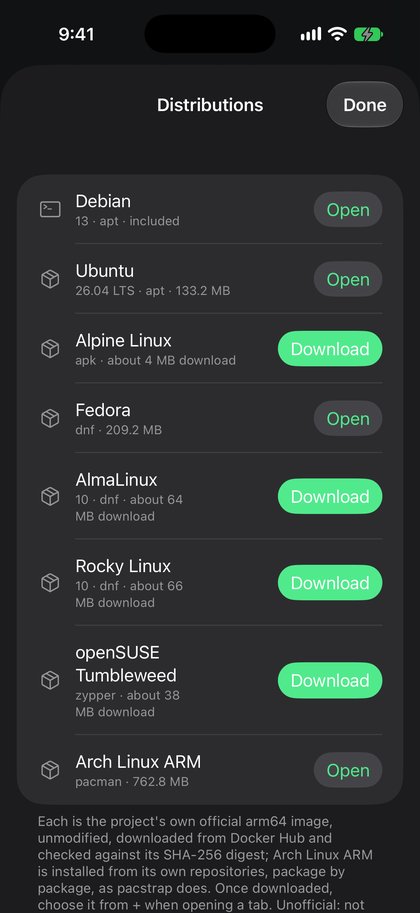 9:41
Distributions
Done
Debian
13 · apt · included
Open
Ubuntu
26.04 LTS · apt · 133.2 MB
Open
Alpine Linux
apk · about 4 MB download
Download
Fedora
dnf · 209.2 MB
Open
AlmaLinux
10 · dnf · about 64
MB download
Download
Rocky Linux
10 · dnf · about 66
MB download
Download
openSUSE
Tumbleweed
zypper · about 38
MB download
Download
Arch Linux ARM
pacman · 762.8 MB
Open
Each is the project's own official arm64 image,
unmodified, downloaded from Docker Hub and
checked against its SHA-256 digest; Arch Linux ARM
is installed from its own repositories, package by
package, as pacstrap does. Once downloaded,
choose it from + when opening a tab. Unofficial: not